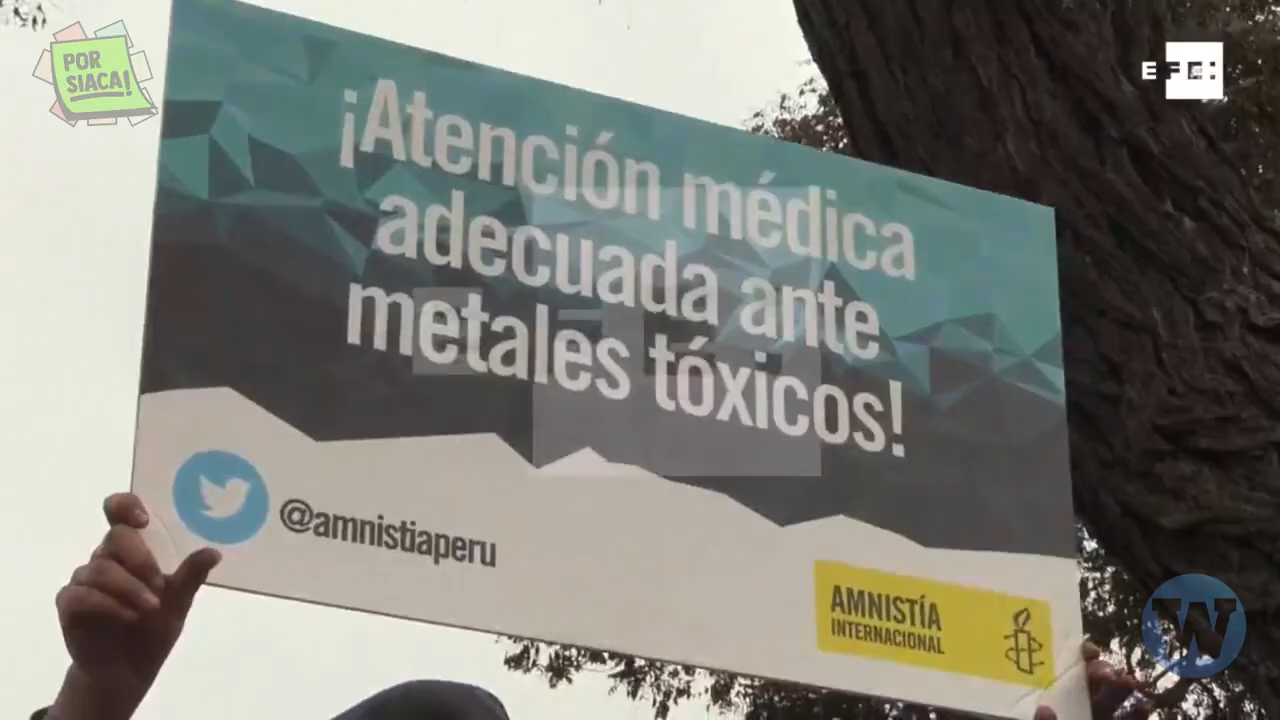 POR
SIACA!
EFE:
¡Atención médica
adecuada ante
metales tóxicos!
@amnistiaperu
AMNISTÍA
INTERNACIONAL
W